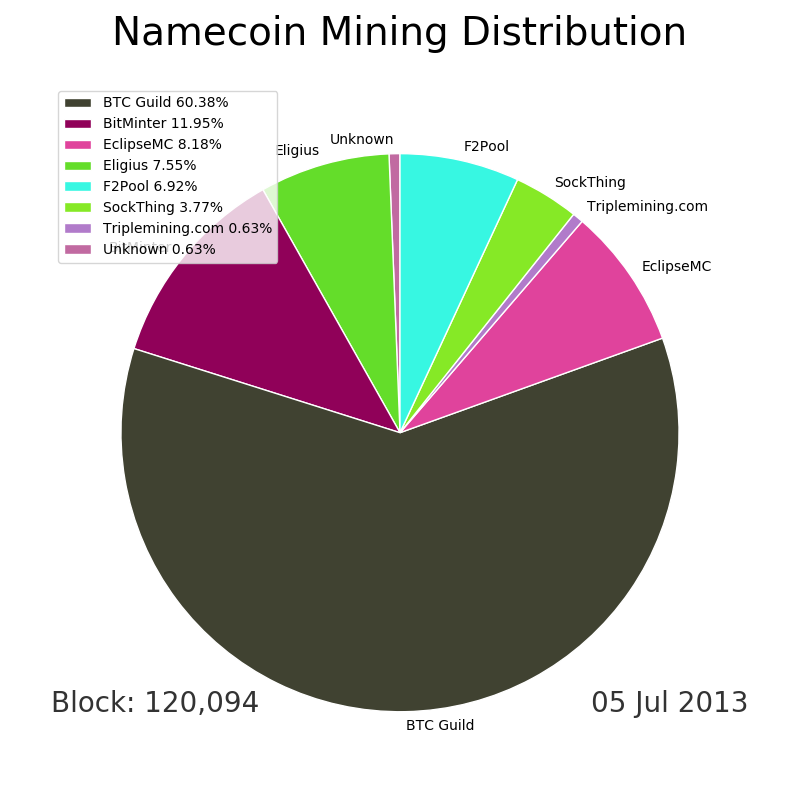 Namecoin Mining Distribution
BTC Guild 60.38%
BitMinter 11.95%
EclipseMC 8.18%
Eligius 7.55%
F2Pool 6.92%
SockThing 3.77%
Triplemining.com 0.63%
Unknown 0.63%
Eligius
Unknown
F2Pool
SockThing
Triplemining.com
EclipseMC
BTC Guild
Block: 120,094
05 Jul 2013